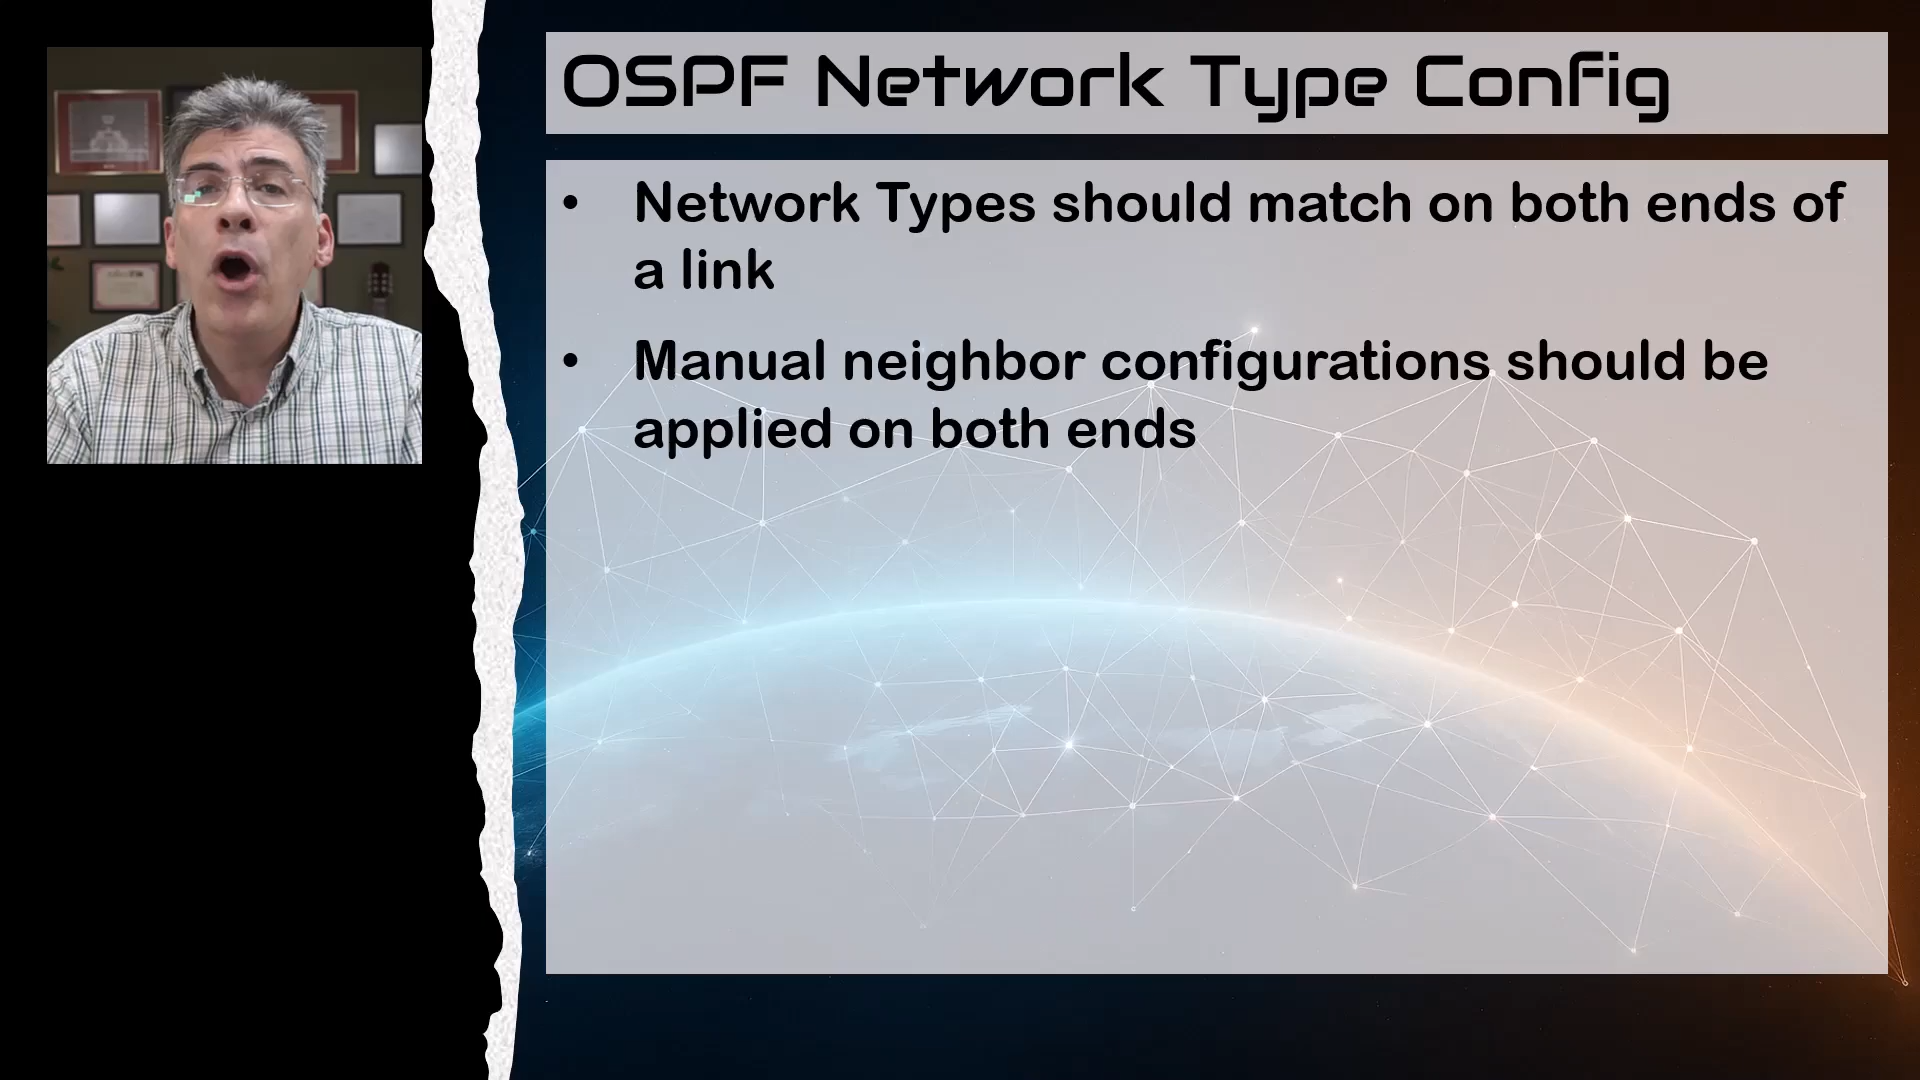 OSPF Network Type Config
• Network Types should match on both ends of
a link
• Manual neighbor configurations should be
applied on both ends